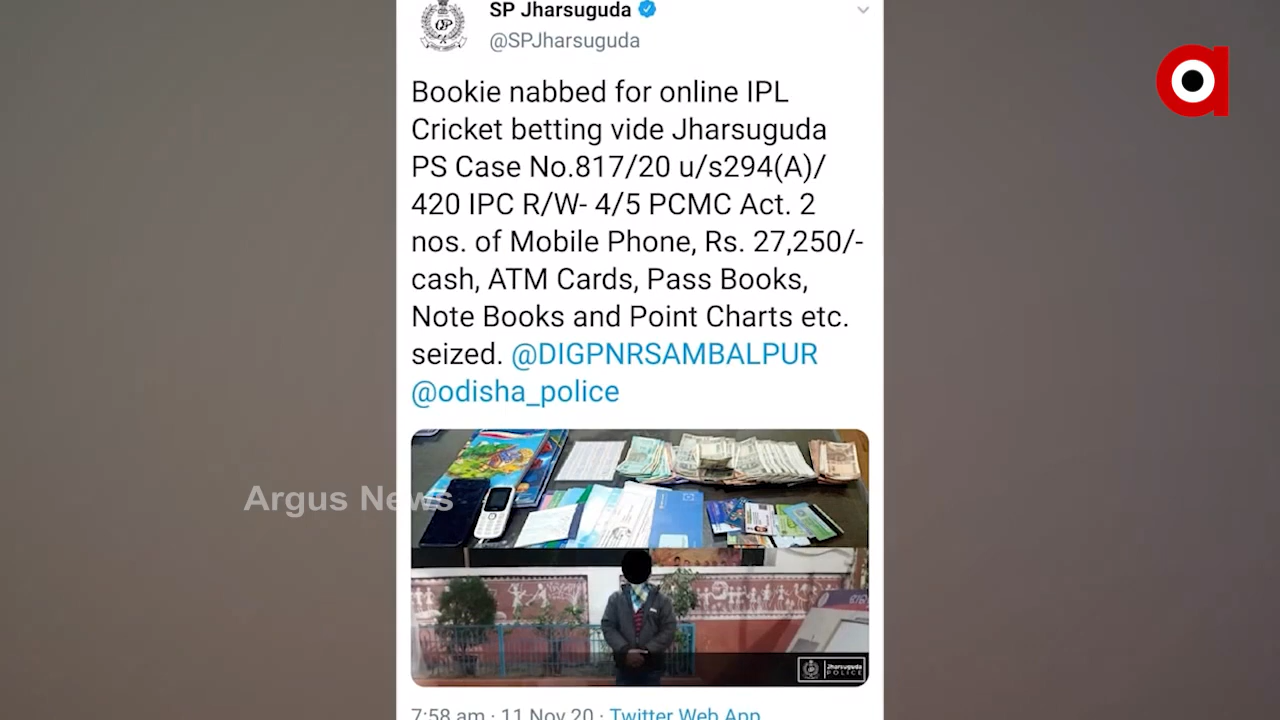 SP Jharsuguda
@SPJharsuguda
Bookie nabbed for online IPL
Cricket betting vide Jharsuguda
PS Case No.817/20 u/s294(A)/
420 IPC R/W- 4/5 PCMC Act. 2
nos. of Mobile Phone, Rs. 27,250/-
cash, ATM Cards, Pass Books,
Note Books and Point Charts etc.
seized. @DIGPNRSAMBALPUR
@odisha_police
Argus News
Jharsuguda
POLICE
7:58 am · 11 Nov 20 · Twitter Web App